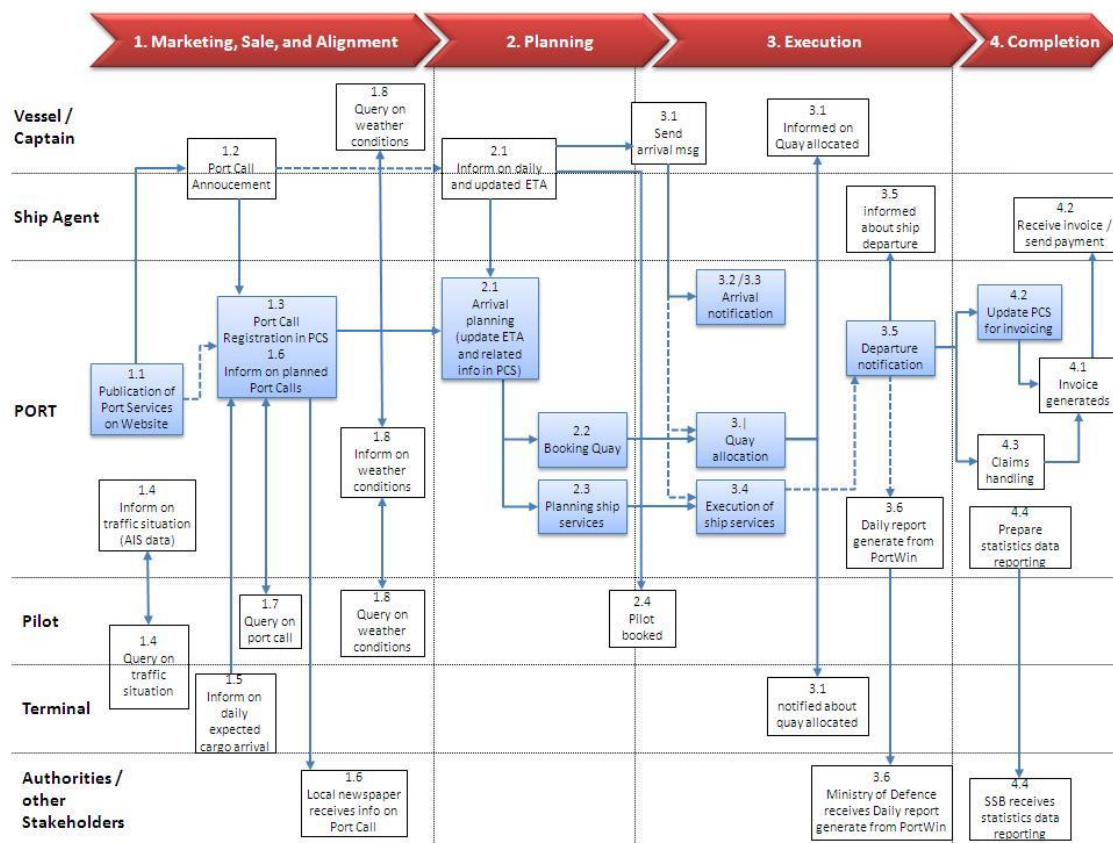 1. Marketing, Sale, and Alignment
2. Planning
3. Execution
4. Completion
Vessel /
Captain
1.8
Query on
weather
conditions
1.2
Port Call
Annoucement
2.1
Inform on daily
and updated ETA
3.1
Send
arrival msg
3.1
Informed on
Quay allocated
Ship Agent
3.5
informed
about ship
departure
4.2
Receive invoice /
send payment
PORT
1.1
Publication of
Port Services
on Website
1.3
Port Call
Registration in PCS
1.6
Inform on planned
Port Calls
2.1
Arrival
planning
(update ETA
and related
info in PCS)
3.2 /3.3
Arrival
notification
3.5
Departure
notification
4.2
Update PCS
for invoicing
4.1
Invoice
generateds
1.8
Inform on
weather
conditions
2.2
Booking Quay
3.|
Quay
allocation
4.3
Claims
handling
1.4
Inform on
traffic situation
(AIS data)
2.3
Planning ship
services
3.4
Execution of
ship services
3.6
Daily report
generate from
PortWin
4.4
Prepare
statistics data
reporting
Pilot
1.4
Query on
traffic
situation
1.7
Query on
port call
1.8
Query on
weather
conditions
2.4
Pilot
booked
Terminal
1.5
Inform on
daily
expected
cargo arrival
3.1
notified about
quay allocated
Authorities /
other
Stakeholders
1.6
Local newspaper
receives info on
Port Call
3.6
Ministry of Defence
receives Daily report
generate from PortWin
4.4
SSB receives
statistics data
reporting